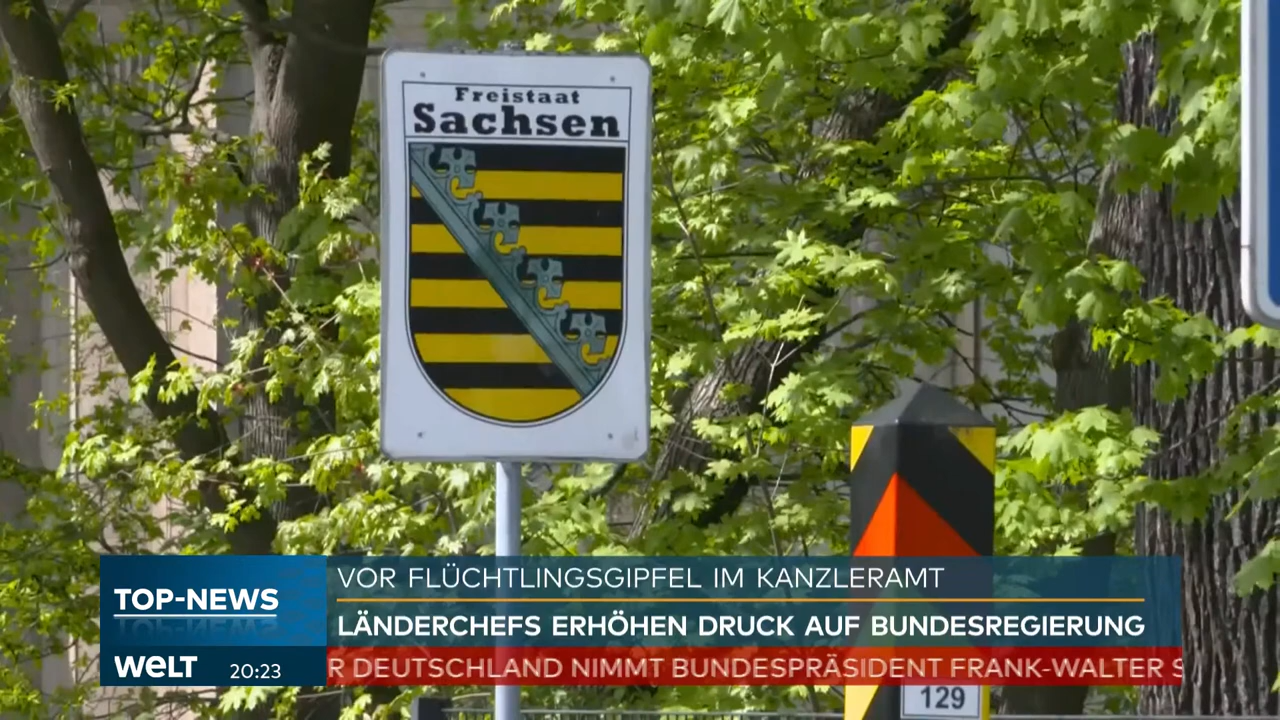 Freistaat
Sachsen
VOR FLÜCHTLINGSGIPFEL IM KANZLERAMT
TOP-NEWS
LÄNDERCHEFS ERHÖHEN DRUCK AUF BUNDESREGIERUNG
welt 20:23 R DEUTSCHLAND NIMMT BUNDESPRÄSIDENT FRANK-WALTER S
129